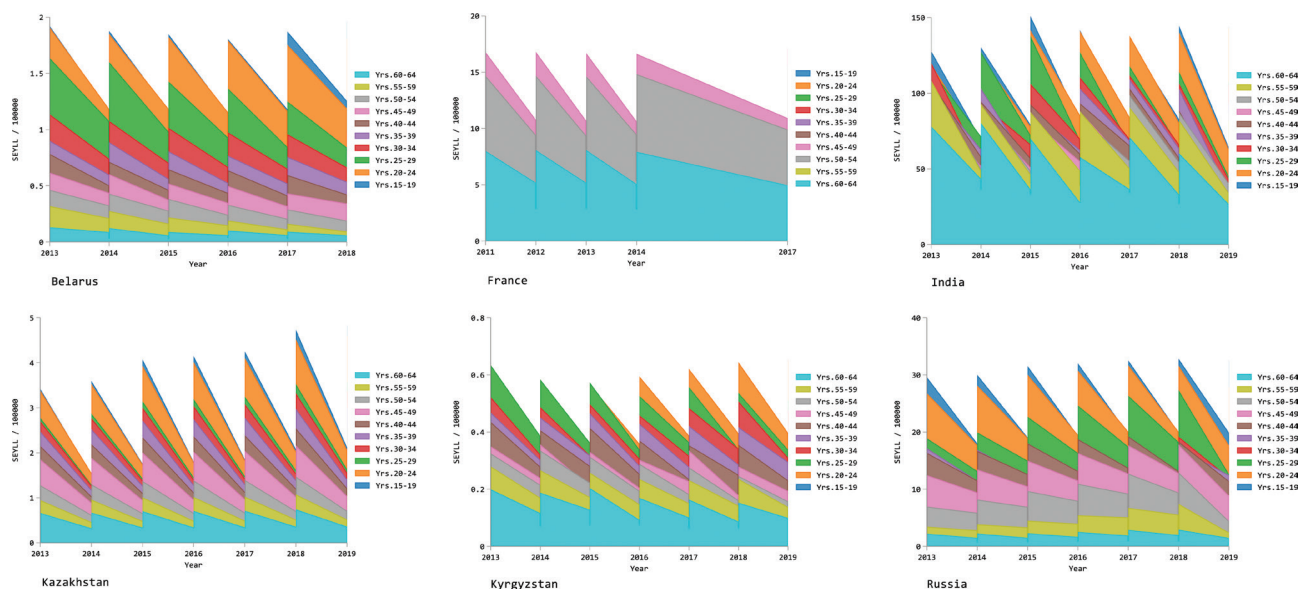 2
1.5
1
0.5
0
SEYLL / 100000
2013 2014 2015 2016 2017 2018
Year
Yrs.60-64
Yrs.55-59
Yrs.50-54
Yrs.45-49
Yrs.40-44
Yrs.35-39
Yrs.30-34
Yrs.25-29
Yrs.20-24
Yrs.15-19
Belarus
20
15
10
5
0
SEYLL / 100000
2011 2012 2013 2014 2017
Year
Yrs.15-19
Yrs.20-24
Yrs.25-29
Yrs.30-34
Yrs.35-39
Yrs.40-44
Yrs.45-49
Yrs.50-54
Yrs.55-59
Yrs.60-64
France
150
100
50
0
SEYLL / 100000
2013 2014 2015 2016 2017 2018 2019
Year
Yrs.60-64
Yrs.55-59
Yrs.50-54
Yrs.45-49
Yrs.40-44
Yrs.35-39
Yrs.30-34
Yrs.25-29
Yrs.20-24
Yrs.15-19
India
5
4
3
2
1
0
SEYLL / 100000
2013 2014 2015 2016 2017 2018 2019
Year
Yrs.60-64
Yrs.55-59
Yrs.50-54
Yrs.45-49
Yrs.40-44
Yrs.35-39
Yrs.30-34
Yrs.25-29
Yrs.20-24
Yrs.15-19
Kazakhstan
0.8
0.6
0.4
0.2
0
SEYLL / 100000
2013 2014 2015 2016 2017 2018 2019
Year
Yrs.60-64
Yrs.55-59
Yrs.50-54
Yrs.45-49
Yrs.40-44
Yrs.35-39
Yrs.30-34
Yrs.25-29
Yrs.20-24
Yrs.15-19
Kyrgyzstan
40
30
20
10
0
SEYLL / 100000
2013 2014 2015 2016 2017 2018 2019
Year
Yrs.60-64
Yrs.55-59
Yrs.50-54
Yrs.45-49
Yrs.40-44
Yrs.35-39
Yrs.30-34
Yrs.25-29
Yrs.20-24
Yrs.15-19
Russia